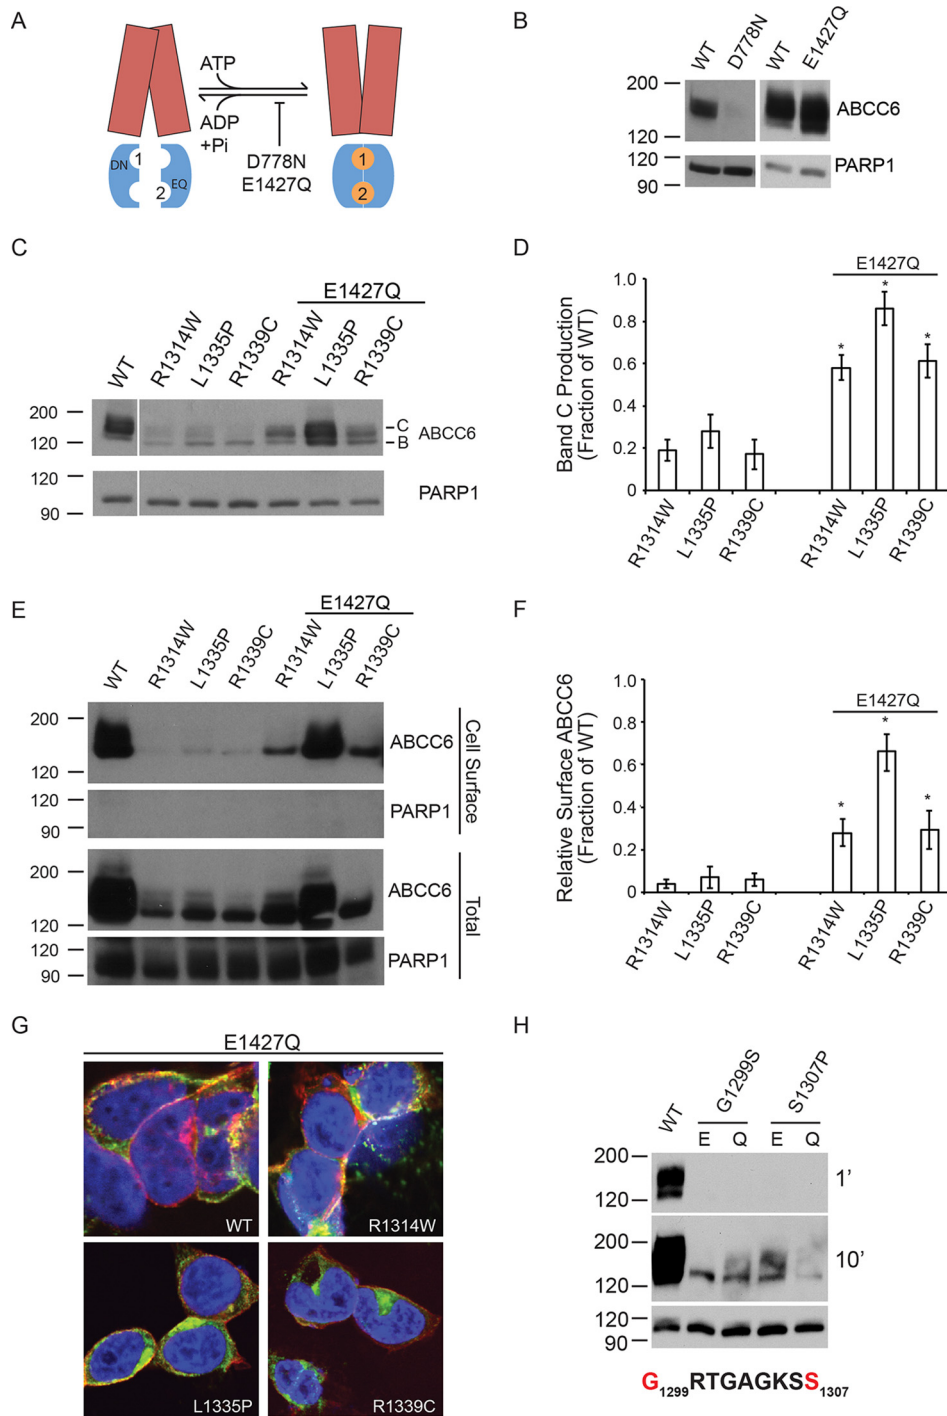 A
ATP
ADP
+Pi
D778N
E1427Q
DN
1
2
EQ
1
2
B
WT
D778N
WT
E1427Q
200
120
ABCC6
120
90
PARP1
C
E1427Q
WT
R1314W
L1335P
R1339C
R1314W
L1335P
R1339C
200
120
C
B
ABCC6
120
90
PARP1
D
E1427Q
Band C Production
(Fraction of WT)
1.0
0.8
0.6
0.4
0.2
0
* * *
R1314W
L1335P
R1339C
R1314W
L1335P
R1339C
E
E1427Q
WT
R1314W
L1335P
R1339C
R1314W
L1335P
R1339C
200
120
ABCC6
120
90
PARP1
Cell Surface
200
120
ABCC6
120
90
PARP1
Total
F
E1427Q
Relative Surface ABCC6
(Fraction of WT)
1.0
0.8
0.6
0.4
0.2
0
* * *
R1314W
L1335P
R1339C
R1314W
L1335P
R1339C
G
E1427Q
WT
R1314W
L1335P
R1339C
H
WT
G1299S
S1307P
E Q E Q
200
120
1'
200
120
10'
120
90
G1299RTGAGKSS1307